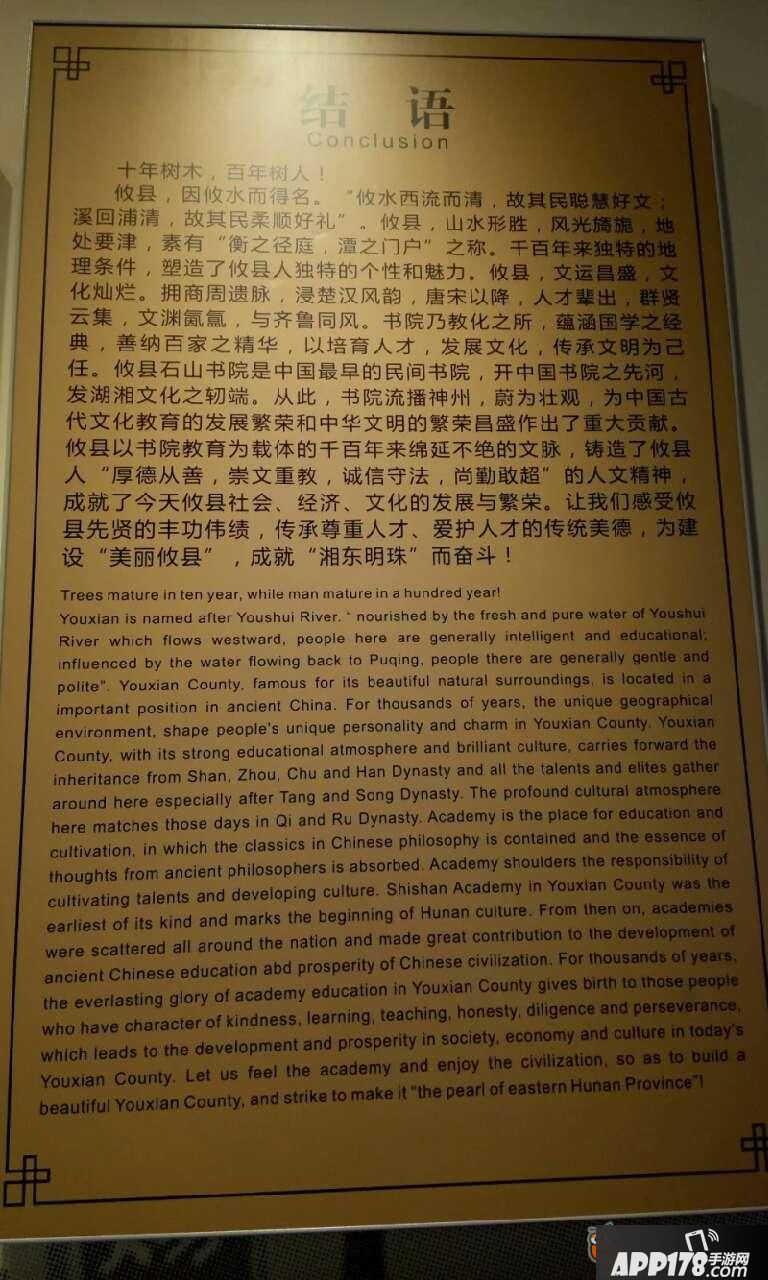 结 语
Conclusion
十年树木，百年树人！
攸县，因攸水而得名。“攸水西流而清，故其民聪慧好文；
溪回浦清，故其民柔顺好礼”。攸县，山水形胜，风光旖旎，地
处要津，素有“衡之径庭，潭之门户”之称。千百年来独特的地
理条件，塑造了攸县人独特的个性和魅力。攸县，文运昌盛，文
化灿烂。拥商周遗脉，浸楚汉风韵，唐宋以降，人才辈出，群贤
云集，文渊氤氲，与齐鲁同风。书院乃教化之所，蕴涵国学之经
典，善纳百家之精华，以培育人才，发展文化，传承文明为己
任。攸县石山书院是中国最早的民间书院，开中国书院之先河，
发湖湘文化之轫端。从此，书院流播神州，蔚为壮观，为中国古
代文化教育的发展繁荣和中华文明的繁荣昌盛作出了重大贡献。
攸县以书院教育为载体的千百年来绵延不绝的文脉，铸造了攸县
人“厚德从善，崇文重教，诚信守法，尚勤敢超”的人文精神，
成就了今天攸县社会、经济、文化的发展与繁荣。让我们感受攸
县先贤的丰功伟绩，传承尊重人才、爱护人才的传统美德，为建
设“美丽攸县”，成就“湘东明珠”而奋斗！
Trees mature in ten year, while man mature in a hundred year!
Youxian is named after Youshui River. “ nourished by the fresh and pure water of Youshui
River which flows westward, people here are generally intelligent and educational;
influenced by the water flowing back to Puqing, people there are generally gentle and
polite”. Youxian County, famous for its beautiful natural surroundings, is located in a
important position in ancient China. For thousands of years, the unique geographical
environment, shape people's unique personality and charm in Youxian County. Youxian
County, with its strong educational atmosphere and brilliant culture, carries forward the
inheritance from Shan, Zhou, Chu and Han Dynasty and all the talents and elites gather
around here especially after Tang and Song Dynasty. The profound cultural atmosphere
here matches those days in Qi and Ru Dynasty. Academy is the place for education and
cultivation, in which the classics in Chinese philosophy is contained and the essence of
thoughts from ancient philosophers is absorbed. Academy shoulders the responsibility of
cultivating talents and developing culture. Shishan Academy in Youxian County was the
earliest of its kind and marks the beginning of Hunan culture. From then on, academies
were scattered all around the nation and made great contribution to the development of
ancient Chinese education abd prosperity of Chinese civilization. For thousands of years,
the everlasting glory of academy education in Youxian County gives birth to those people
who have character of kindness, learning, teaching, honesty, diligence and perseverance,
which leads to the development and prosperity in society, economy and culture in today's
Youxian County. Let us feel the academy and enjoy the civilization, so as to build a
beautiful Youxian County, and strike to make it “the pearl of eastern Hunan Province”!
APP178手游网
.com